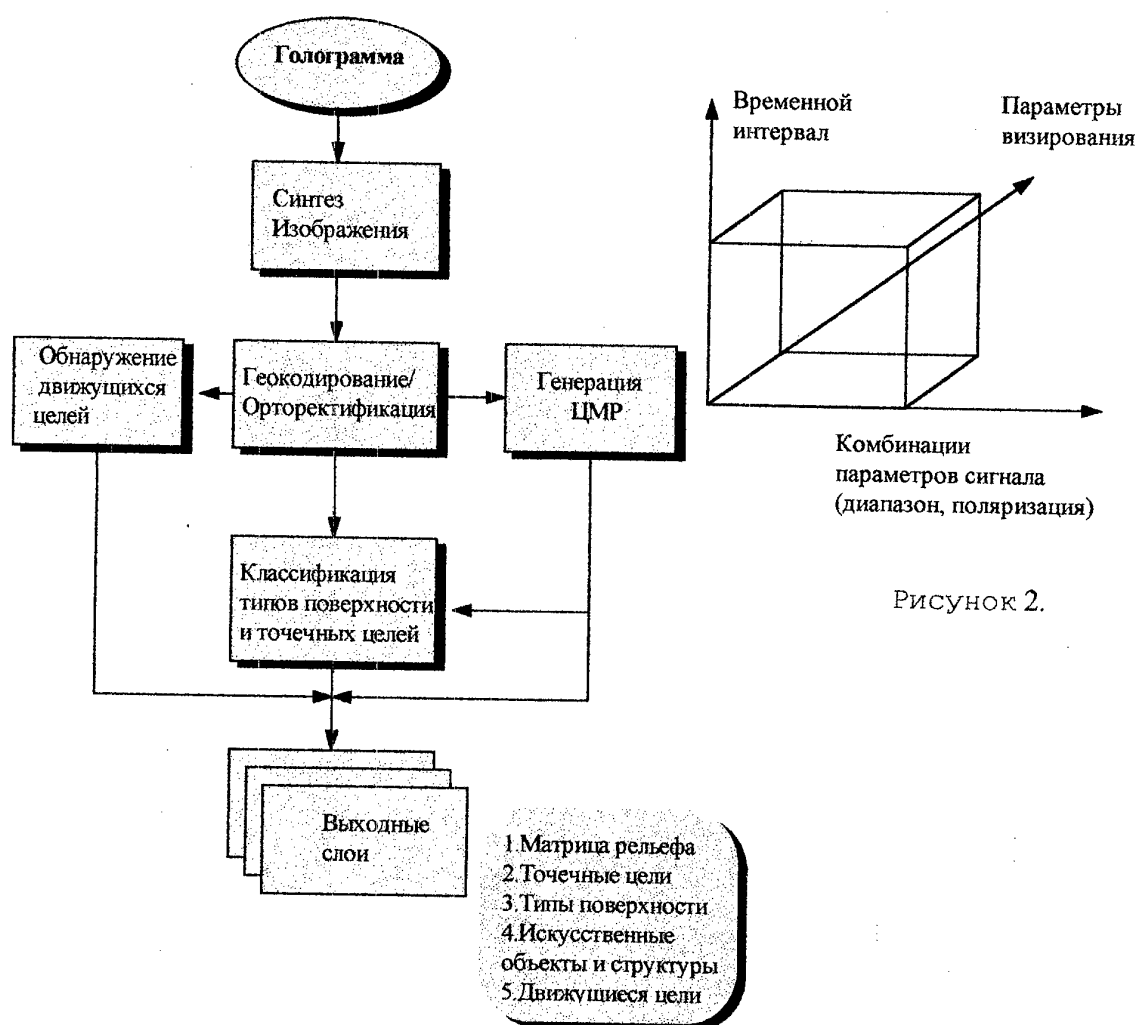 Голограмма
Синтез
Изображения
Обнаружение
движущихся
целей
Геокодирование/
Орторектификация
Генерация
ЦМР
Классификация
типов поверхности
и точечных целей
Выходные
слои
1.Матрица рельефа
2.Точечные цели
3.Типы поверхности
4.Искусственные
объекты и структуры
5.Движущиеся цели
Временной
интервал
Параметры
визирования
Комбинации
параметров сигнала
(диапазон, поляризация)
Рисунок 2.